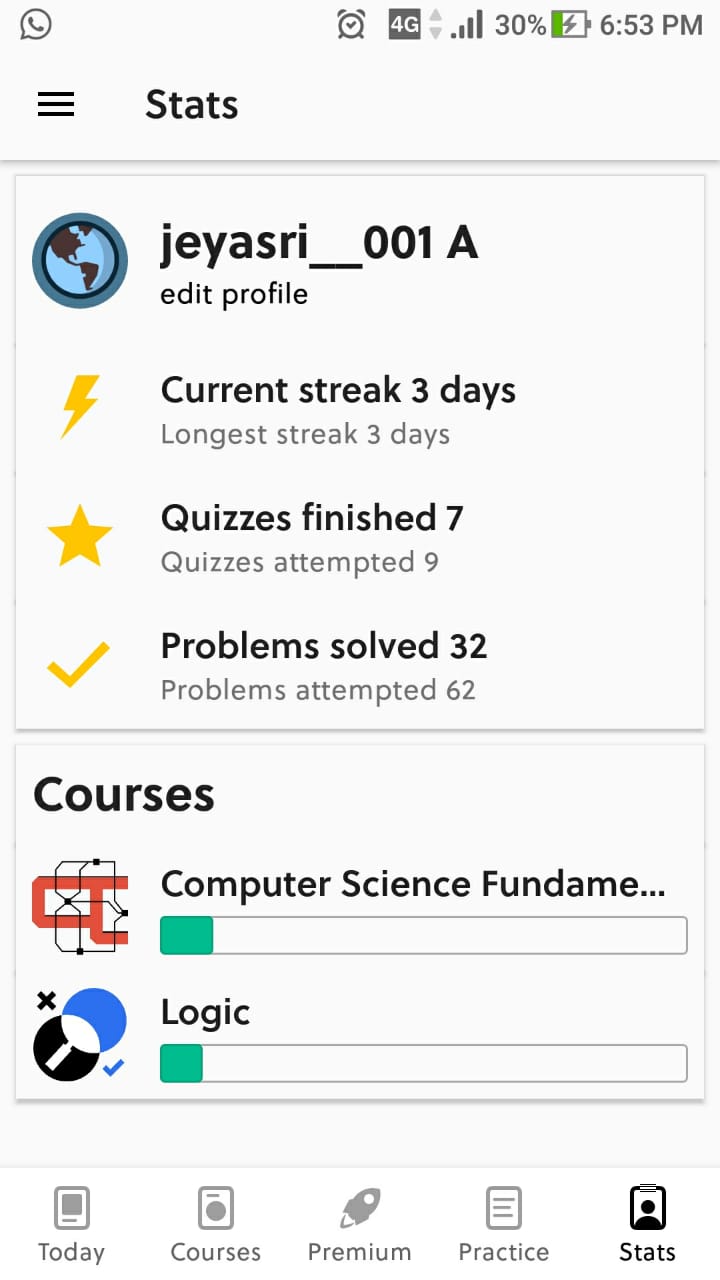 4G 30% 6:53 PM
Stats
jeyasri__001 A
edit profile
Current streak 3 days
Longest streak 3 days
Quizzes finished 7
Quizzes attempted 9
Problems solved 32
Problems attempted 62
Courses
Computer Science Fundame...
Logic
Today Courses Premium Practice Stats